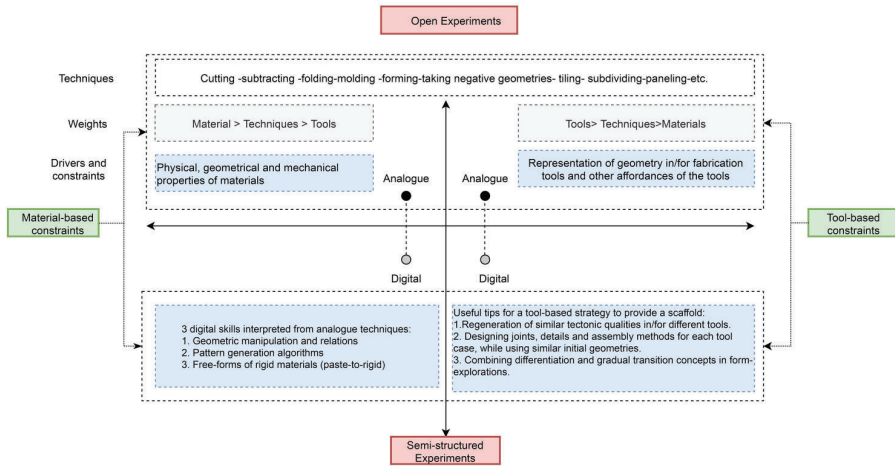 Open Experiments
Techniques
Cutting -subtracting -folding-molding -forming-taking negative geometries- tiling- subdividing-paneling-etc.
Weights
Material > Techniques > Tools
Tools> Techniques>Materials
Drivers and
constraints
Physical, geometrical and mechanical
properties of materials
Representation of geometry in/for fabrication
tools and other affordances of the tools
Analogue
Analogue
Material-based
constraints
Tool-based
constraints
Digital
Digital
3 digital skills interpreted from analogue techniques:
1. Geometric manipulation and relations
2. Pattern generation algorithms
3. Free-forms of rigid materials (paste-to-rigid)
Useful tips for a tool-based strategy to provide a scaffold:
1.Regeneration of similar tectonic qualities in/for different tools.
2. Designing joints, details and assembly methods for each tool
case, while using similar initial geometries.
3. Combining differentiation and gradual transition concepts in form-
explorations.
Semi-structured
Experiments